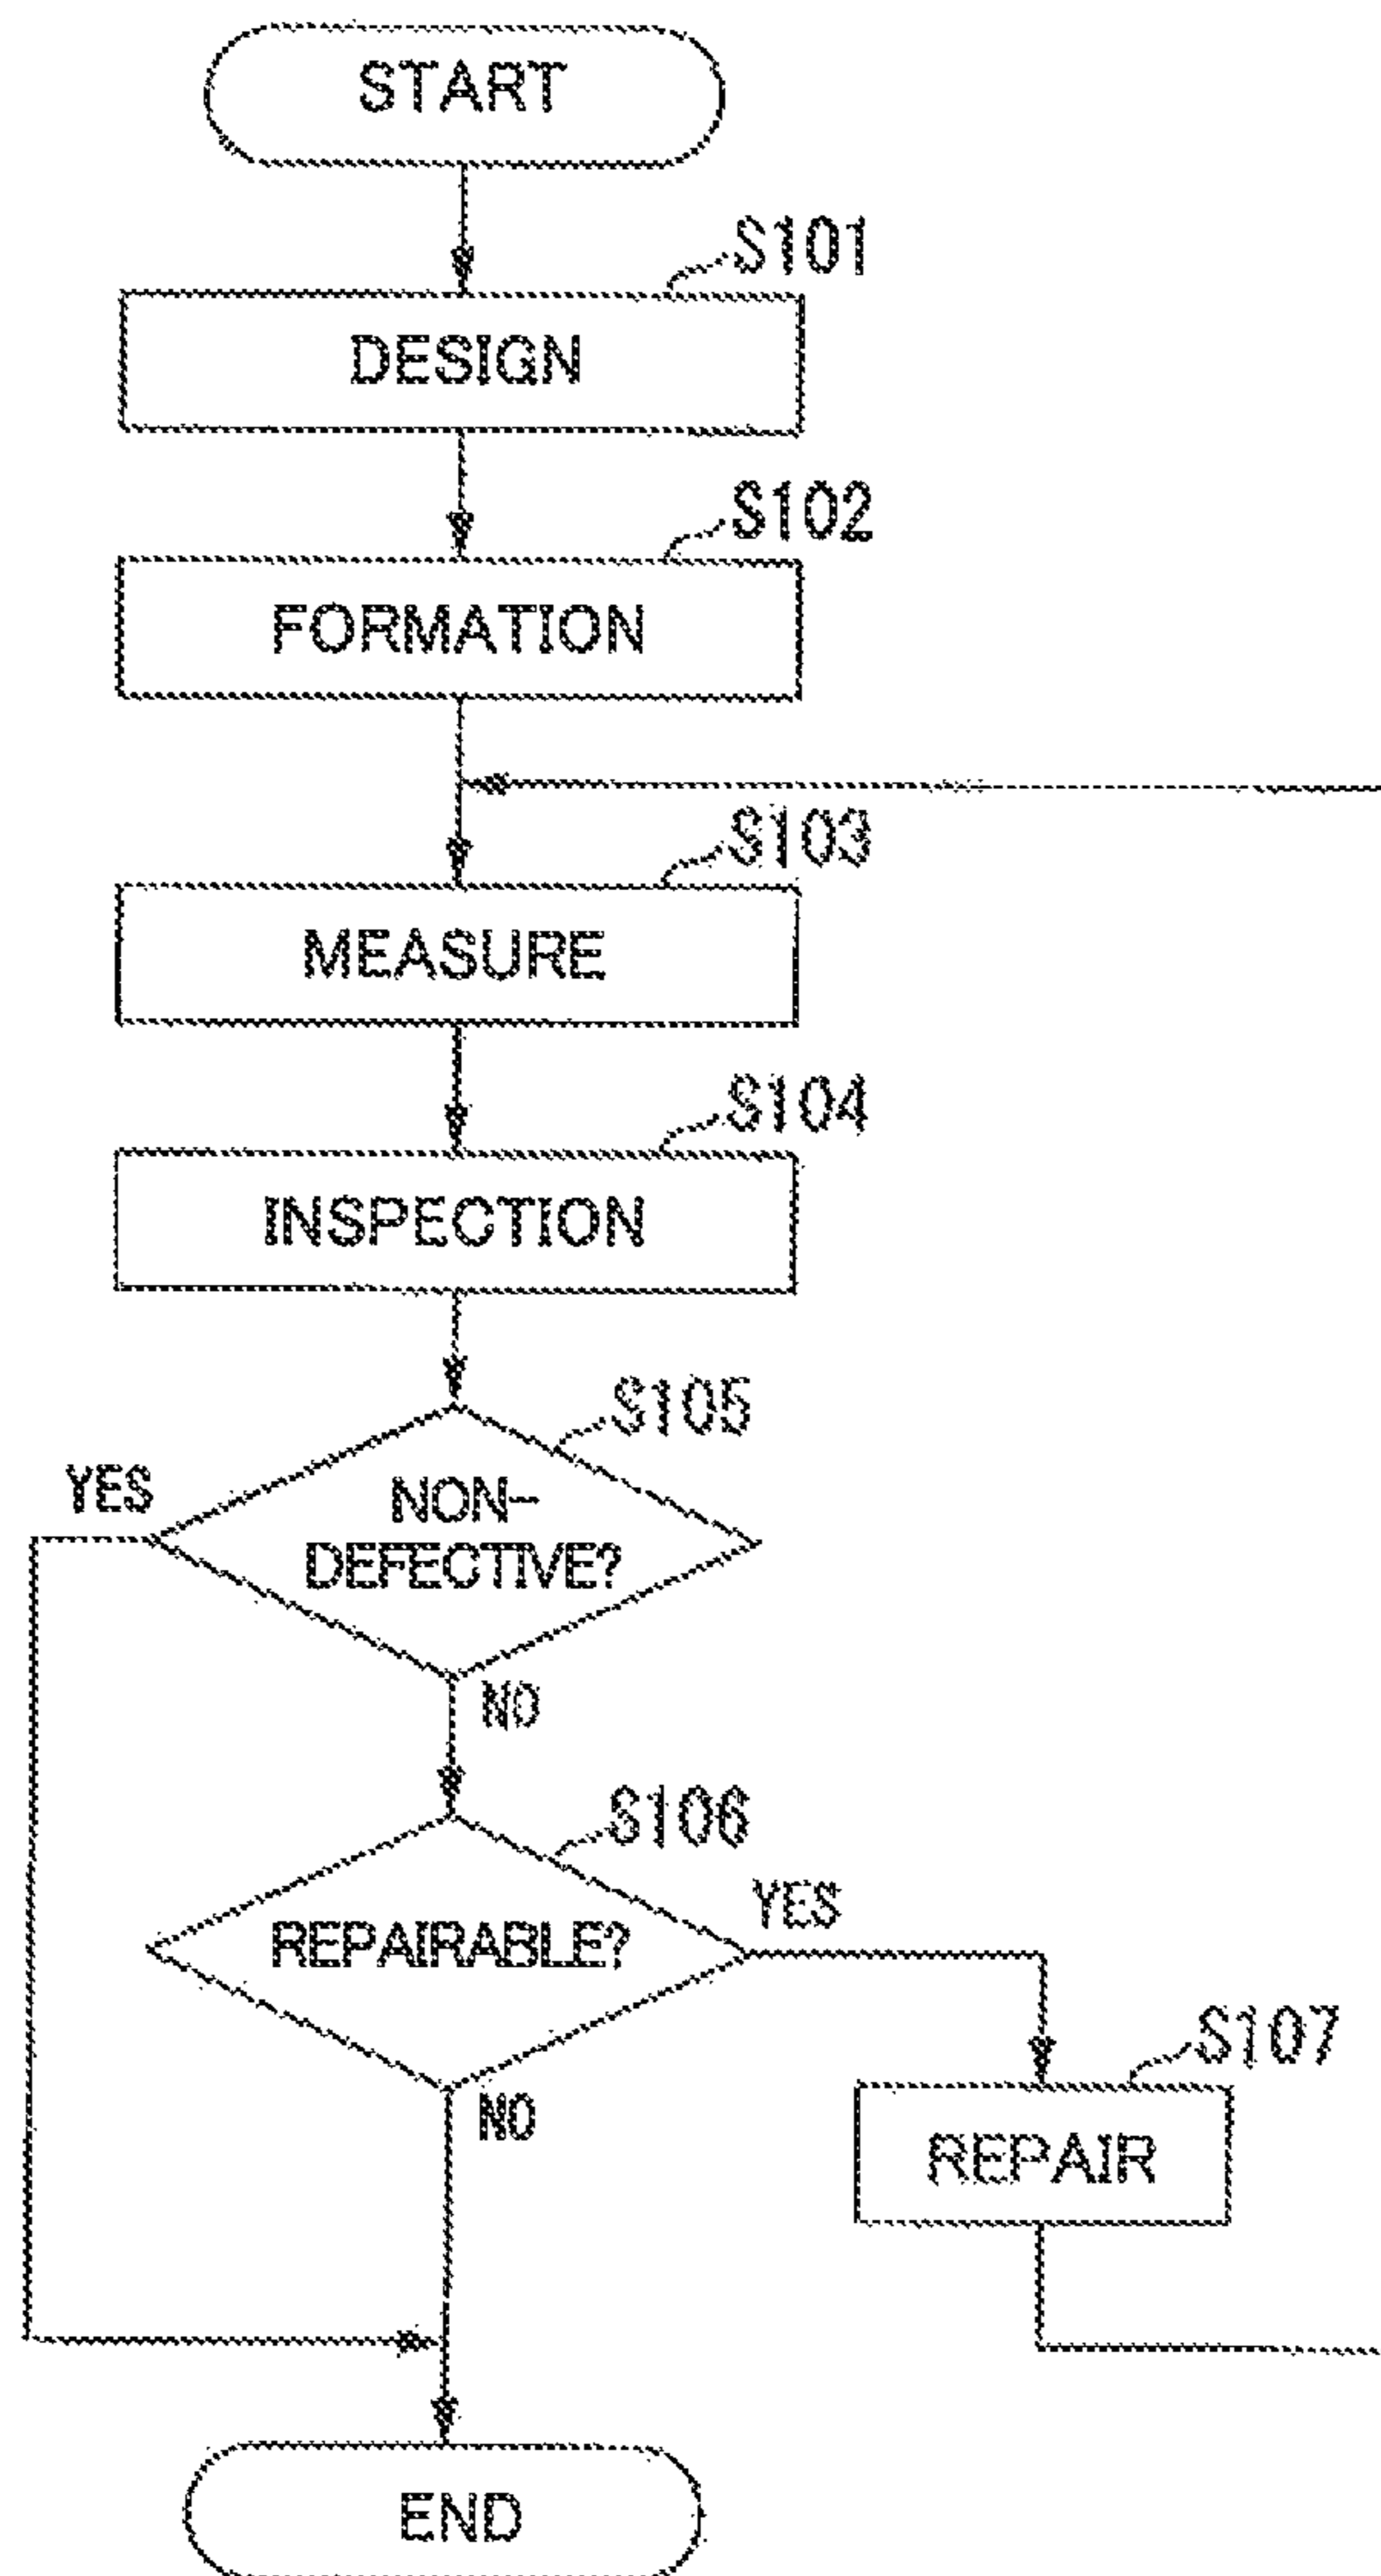 START
S101
DESIGN
S102
FORMATION
S103
MEASURE
S104
INSPECTION
S105
YES
NON-
DEFECTIVE?
NO
S106
YES
REPAIRABLE?
S107
NO
REPAIR
END